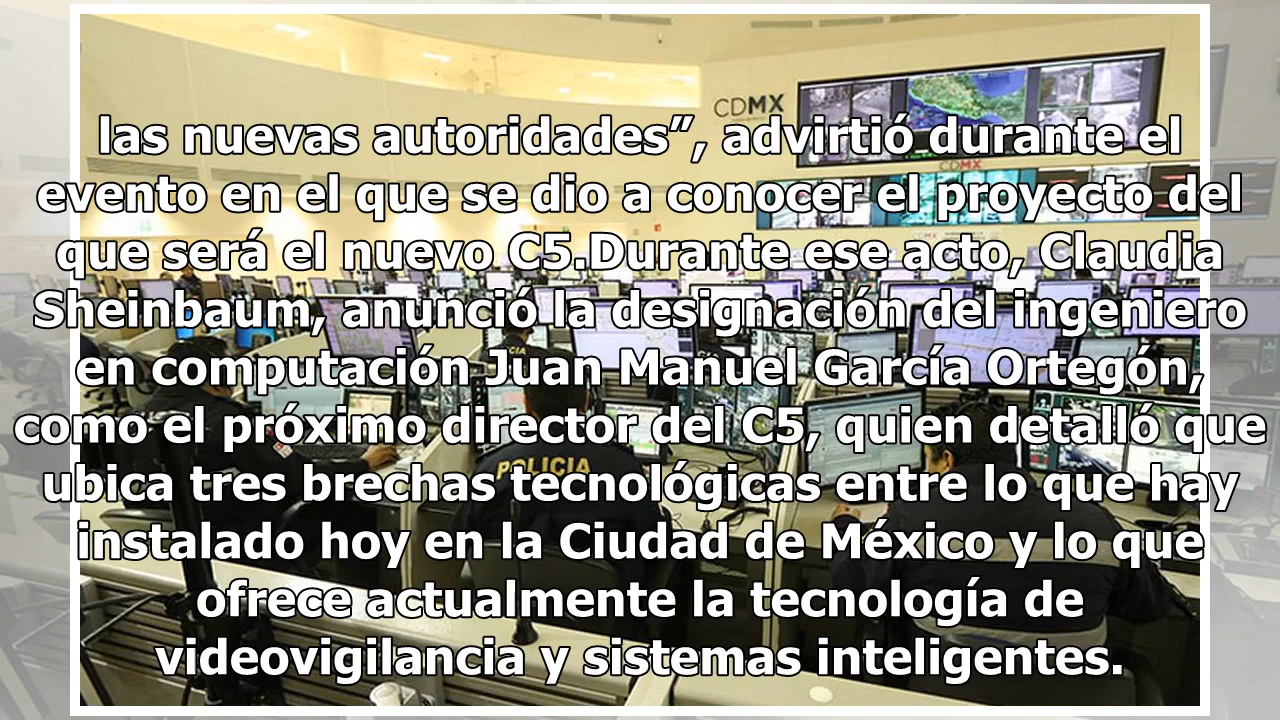 CDMX
las nuevas autoridades”, advirtió durante el
CDMX
evento en el que se dio a conocer el proyecto del
que será el nuevo C5.Durante ese acto, Claudia
Sheinbaum, anunció la designación del ingeniero
en computación Juan Manuel García Ortegón,
como el próximo director del C5, quien detalló que
POLICIA
ubica tres brechas tecnológicas entre lo que hay
instalado hoy en la Ciudad de México y lo que
ofrece actualmente la tecnología de
videovigilancia y sistemas inteligentes.